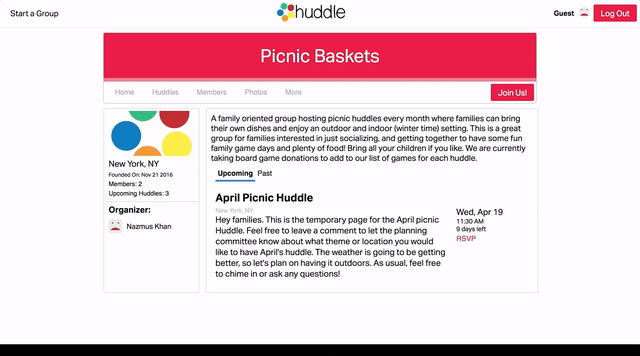 Start a Group
huddle
Guest
Log Out
Picnic Baskets
Home Huddles Members Photos More
Join Us!
New York, NY
Founded On: Nov 21 2016
Members: 2
Upcoming Huddles: 3
Organizer:
Nazmus Khan
A family oriented group hosting picnic huddles every month where families can bring
their own dishes and enjoy an outdoor and indoor (winter time) setting. This is a great
group for families interested in just socializing, and getting together to have some fun
family game days and plenty of food! Bring all your children if you like. We are currently
taking board game donations to add to our list of games for each huddle.
Upcoming Past
April Picnic Huddle
New York, NY
Hey families. This is the temporary page for the April picnic
Huddle. Feel free to leave a comment to let the planning
committee know about what theme or location you would
like to have April's huddle. The weather is going to be getting
better, so let's plan on having it outdoors. As usual, feel free
to chime in or ask any questions!
Wed, Apr 19
11:30 AM
9 days left
RSVP